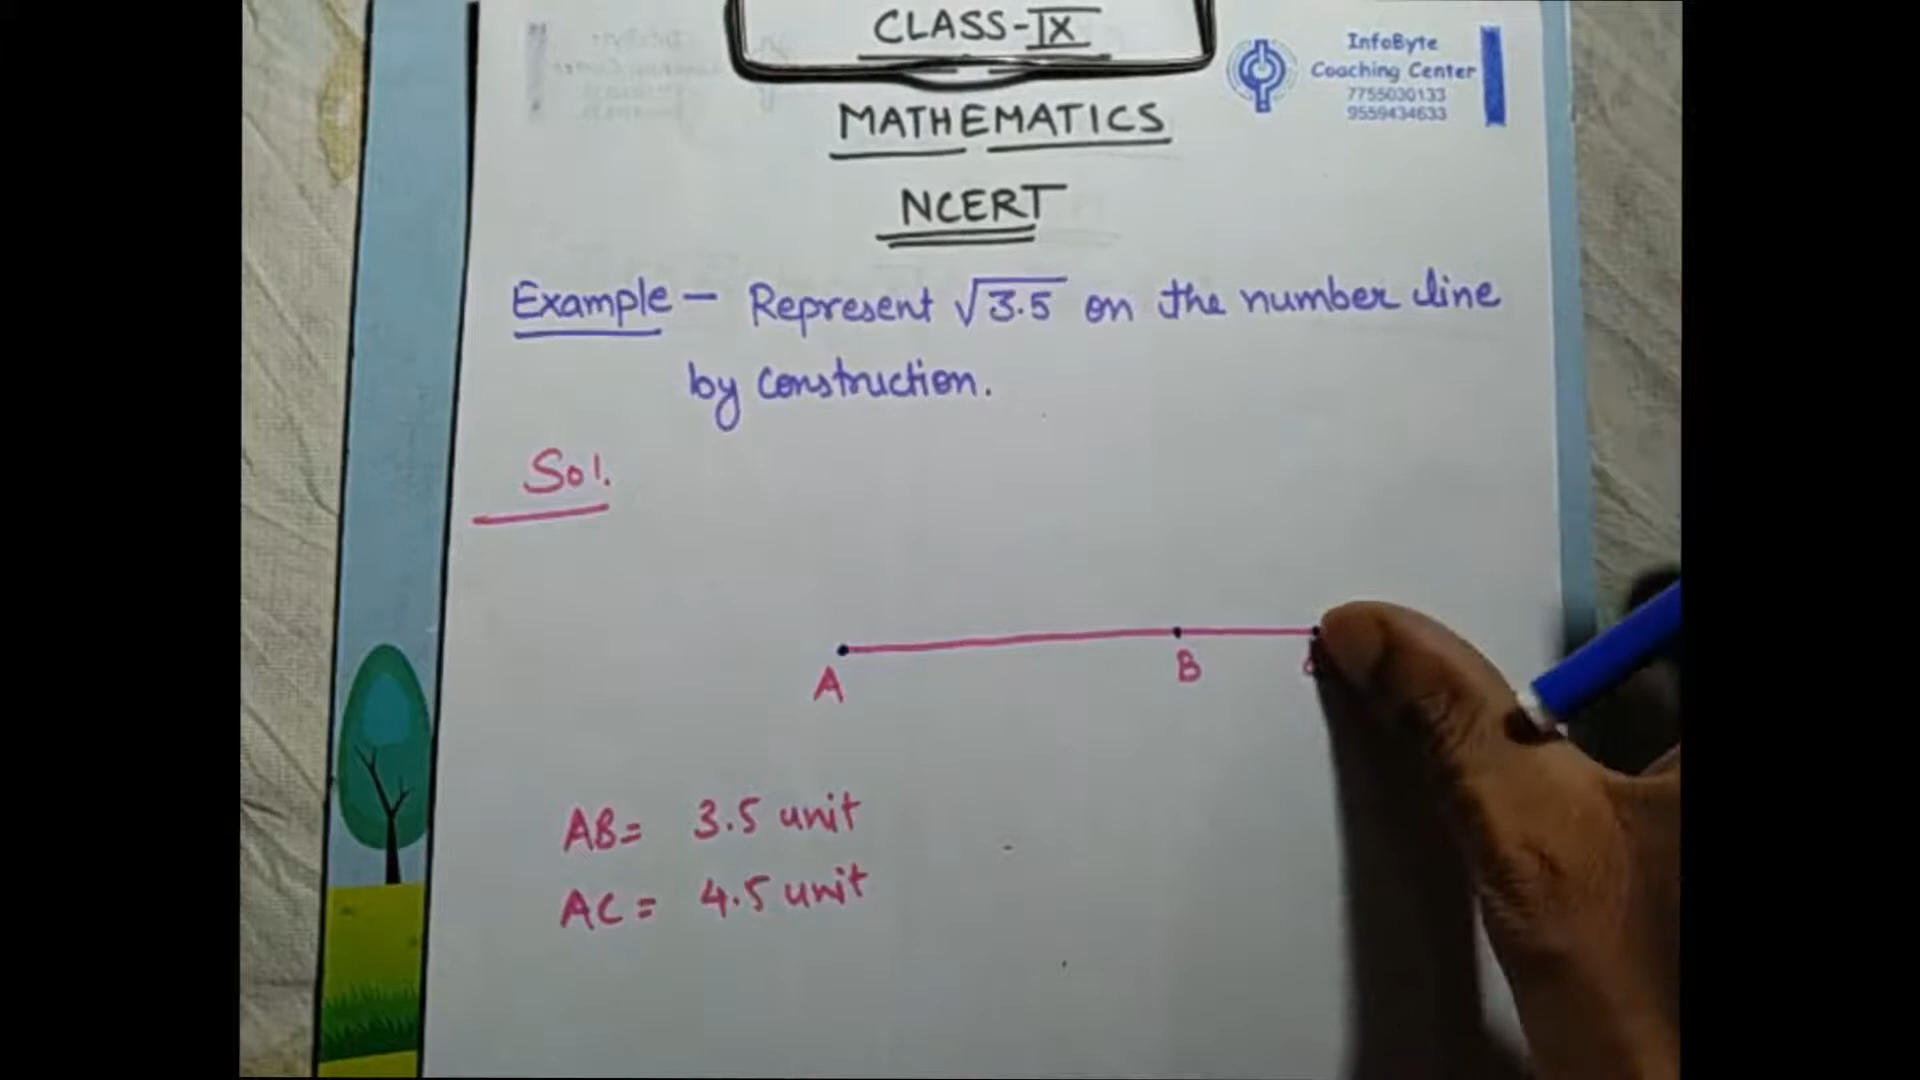 CLASS-IX
InfoByte
Coaching Center
7755030133
9559434633
MATHEMATICS
NCERT
Example - Represent √3.5 on the number line
by construction.
Sol.
A B
AB= 3.5 unit
AC= 4.5 unit